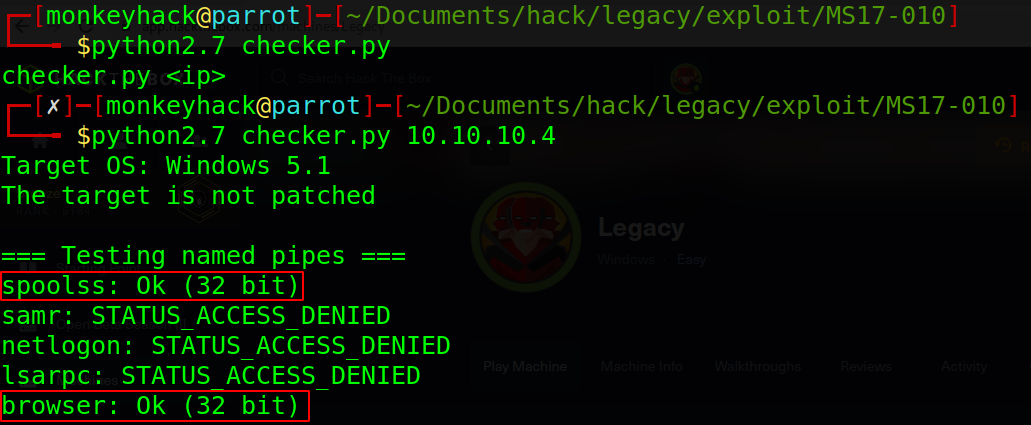 ┌─[monkeyhack@parrot]─[~/Documents/hack/legacy/exploit/MS17-010]
└──╼ $python2.7 checker.py
checker.py <ip>
┌─[✗]─[monkeyhack@parrot]─[~/Documents/hack/legacy/exploit/MS17-010]
└──╼ $python2.7 checker.py 10.10.10.4
Target OS: Windows 5.1
The target is not patched
=== Testing named pipes ===
spoolss: Ok (32 bit)
samr: STATUS_ACCESS_DENIED
netlogon: STATUS_ACCESS_DENIED
lsarpc: STATUS_ACCESS_DENIED
browser: Ok (32 bit)
Search Hack The Box
Legacy
Windows Easy
Play Machine Machine Info Walkthroughs Reviews Activity